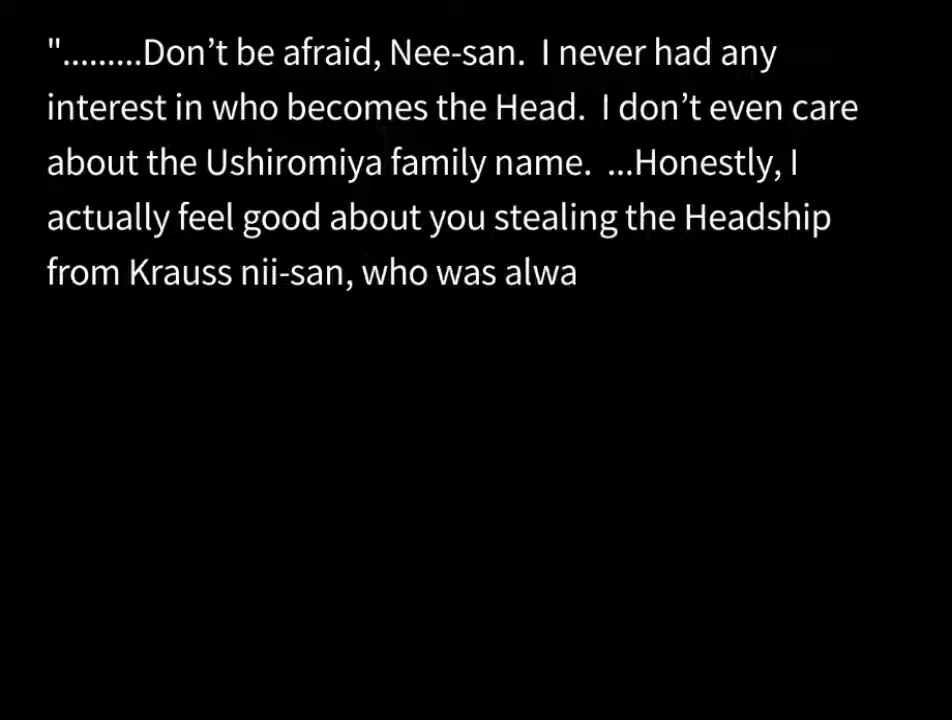 ".........Don’t be afraid, Nee-san.  I never had any
interest in who becomes the Head.  I don’t even care
about the Ushiromiya family name.  ...Honestly, I
actually feel good about you stealing the Headship
from Krauss nii-san, who was alwa